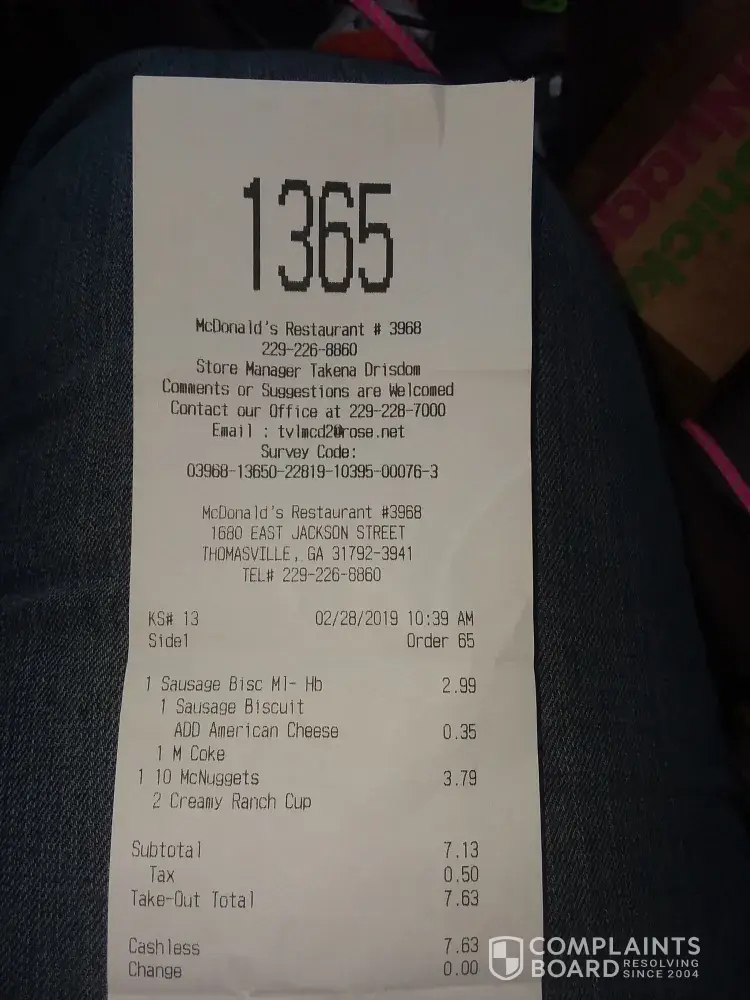 1365
McDonald's Restaurant # 3968
229-226-8860
Store Manager Takena Drisdom
Comments or Suggestions are Welcomed
Contact our Office at 229-228-7000
Email : tvlmcd2@rose.net
Survey Code:
03968-13650-22819-10395-00076-3
McDonald's Restaurant #3968
1680 EAST JACKSON STREET
THOMASVILLE, GA 31792-3941
TEL# 229-226-8860
KS# 13 02/28/2019 10:39 AM
Side1 Order 65
1 Sausage Bisc Ml- Hb 2.99
1 Sausage Biscuit
ADD American Cheese 0.35
1 M Coke
1 10 McNuggets 3.79
2 Creamy Ranch Cup
Subtotal 7.13
Tax 0.50
Take-Out Total 7.63
Cashless 7.63
Change 0.00
COMPLAINTS
BOARD RESOLVING SINCE 2004